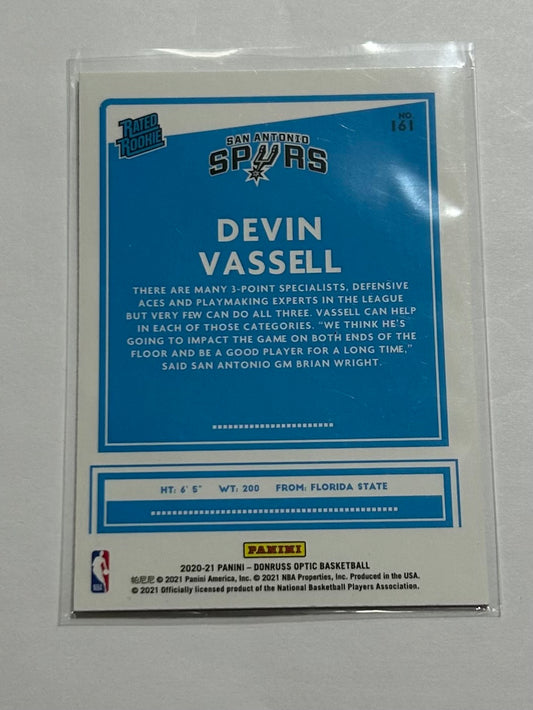 RATED
ROOKIE
NO.
161
SAN ANTONIO
SPURS
DEVIN
VASSELL
THERE ARE MANY 3-POINT SPECIALISTS, DEFENSIVE
ACES AND PLAYMAKING EXPERTS IN THE LEAGUE
BUT VERY FEW CAN DO ALL THREE. VASSELL CAN HELP
IN EACH OF THOSE CATEGORIES. "WE THINK HE'S
GOING TO IMPACT THE GAME ON BOTH ENDS OF THE
FLOOR AND BE A GOOD PLAYER FOR A LONG TIME,"
SAID SAN ANTONIO GM BRIAN WRIGHT.
HT: 6' 5" WT: 200 FROM: FLORIDA STATE
PANINI
2020-21 PANINI – DONRUSS OPTIC BASKETBALL
帕尼尼 © 2021 Panini America, Inc. © 2021 NBA Properties, Inc. Produced in the USA.
© 2021 Officially licensed product of the National Basketball Players Association.
NBA